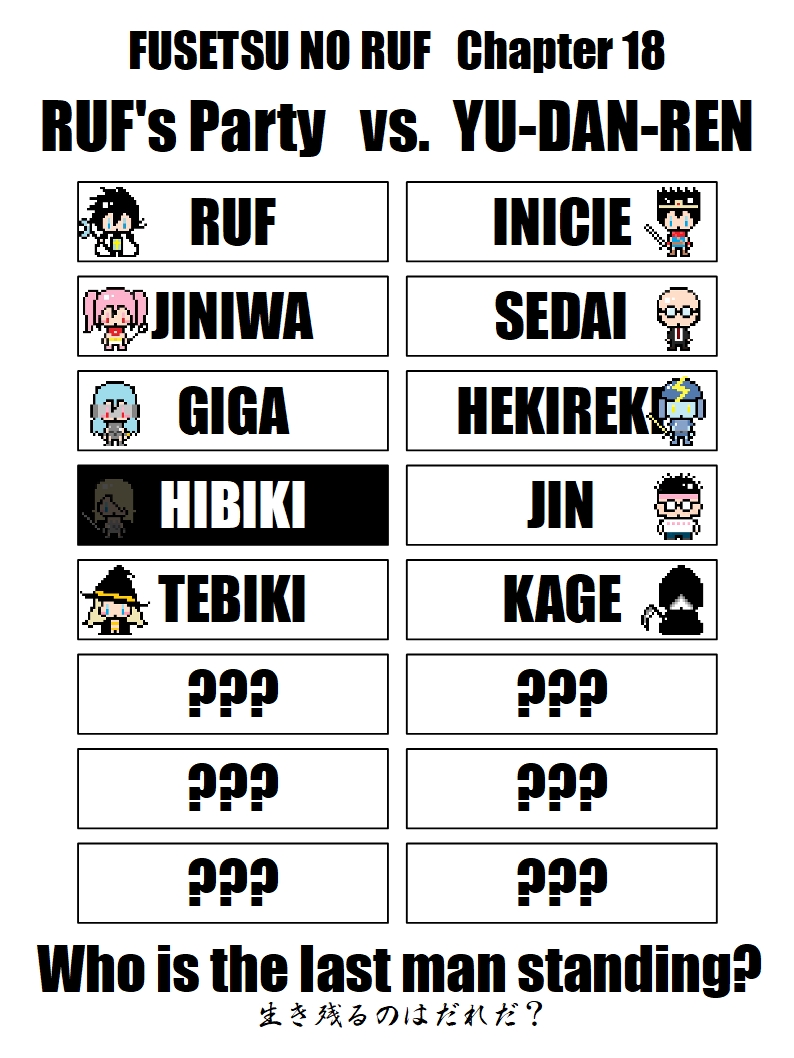 FUSETSU NO RUF Chapter 18
RUF's Party vs. YU-DAN-REN
RUF INICIE
JINIWA SEDAI
GIGA HEKIREKI
HIBIKI JIN
TEBIKI KAGE
??? ???
??? ???
??? ???
Who is the last man standing?
生き残るのはだれだ？